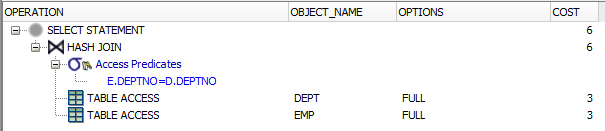 OPERATION OBJECT_NAME OPTIONS COST
SELECT STATEMENT 6
HASH JOIN 6
Access Predicates
E.DEPTNO=D.DEPTNO
TABLE ACCESS DEPT FULL 3
TABLE ACCESS EMP FULL 3